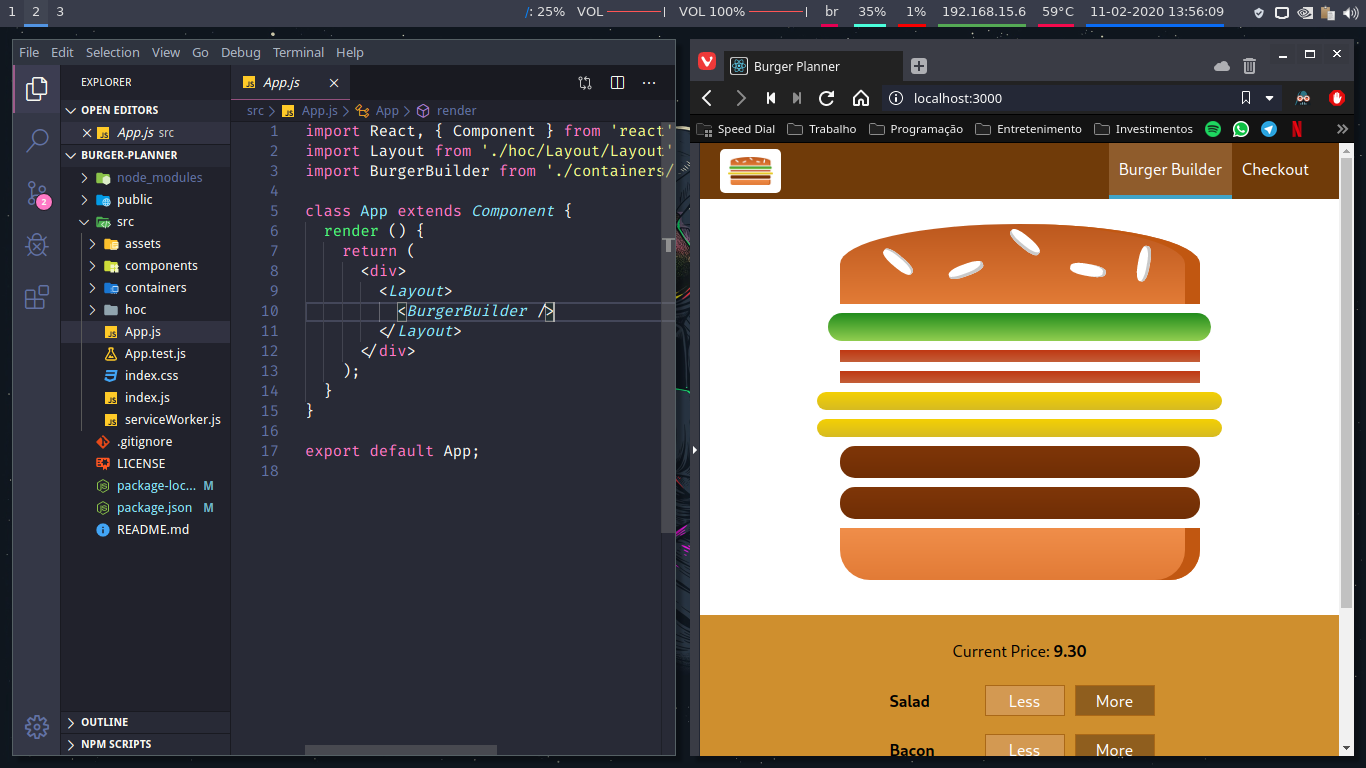 1 2 3 /: 25% VOL VOL 100% br 35% 1% 192.168.15.6 59°C 11-02-2020 13:56:09
File Edit Selection View Go Debug Terminal Help
EXPLORER
OPEN EDITORS
App.js src
BURGER-PLANNER
node_modules
public
src
assets
components
containers
hoc
App.js
App.test.js
index.css
index.js
serviceWorker.js
.gitignore
LICENSE
package-loc... M
package.json M
README.md
OUTLINE
NPM SCRIPTS
2
JS App.js
src > JS App.js > App > render
1 import React, { Component } from 'react'
2 import Layout from './hoc/Layout/Layout'
3 import BurgerBuilder from './containers/
4
5 class App extends Component {
6 render () {
7 return (
8 <div>
9 <Layout>
10 <BurgerBuilder />
11 </Layout>
12 </div>
13 );
14 }
15 }
16
17 export default App;
18
Burger Planner
localhost:3000
Speed Dial Trabalho Programação Entretenimento Investimentos
Burger Builder Checkout
Current Price: 9.30
Salad Less More
Bacon Less More